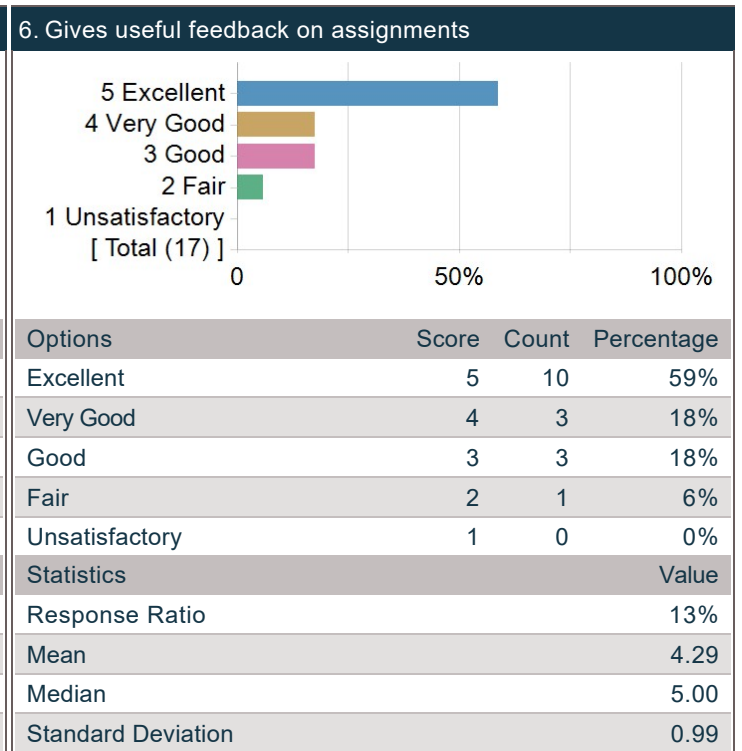 6. Gives useful feedback on assignments
5 Excellent
4 Very Good
3 Good
2 Fair
1 Unsatisfactory
[ Total (17) ]
0 50% 100%
Options Score Count Percentage
Excellent 5 10 59%
Very Good 4 3 18%
Good 3 3 18%
Fair 2 1 6%
Unsatisfactory 1 0 0%
Statistics Value
Response Ratio 13%
Mean 4.29
Median 5.00
Standard Deviation 0.99